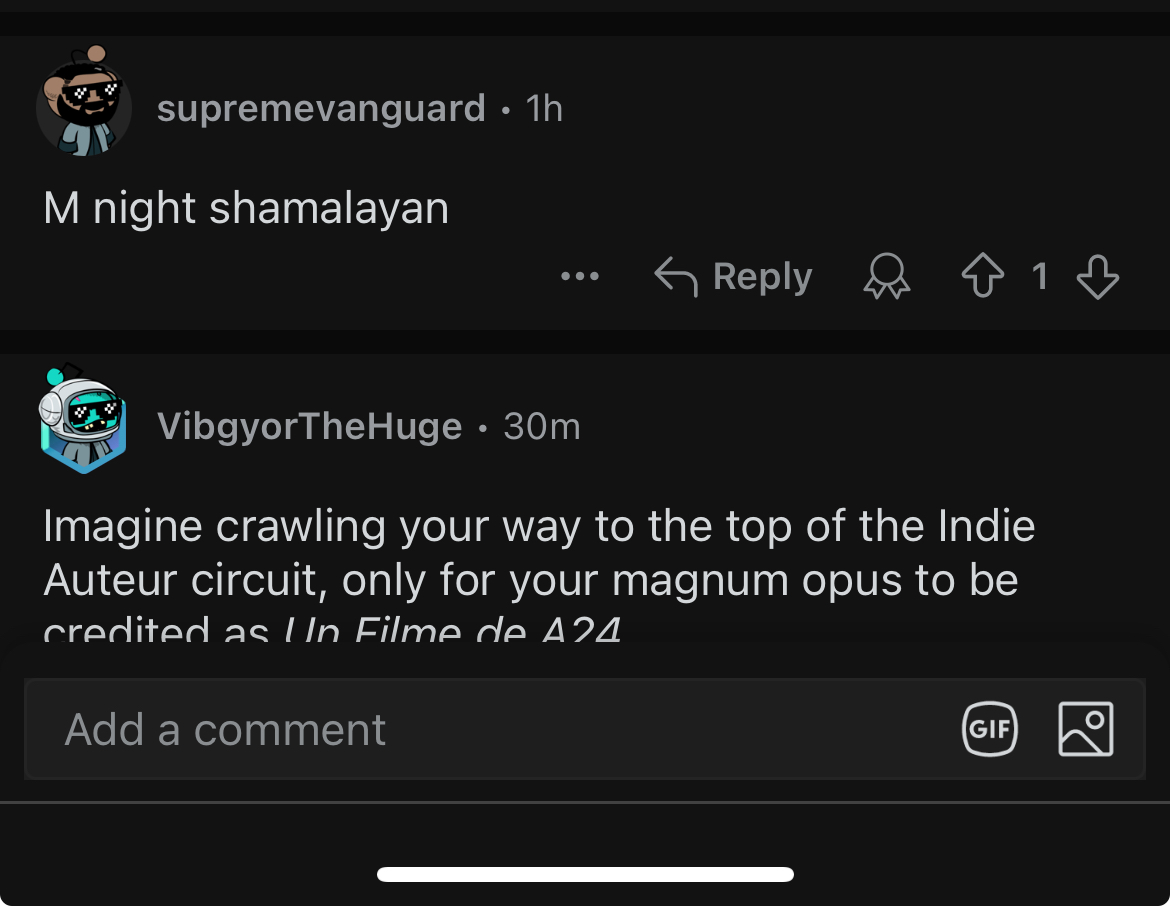 supremevanguard • 1h
M night shamalayan
Reply 1
VibgyorTheHuge • 30m
Imagine crawling your way to the top of the Indie
Auteur circuit, only for your magnum opus to be
credited as Un Filme de A24
Add a comment
GIF